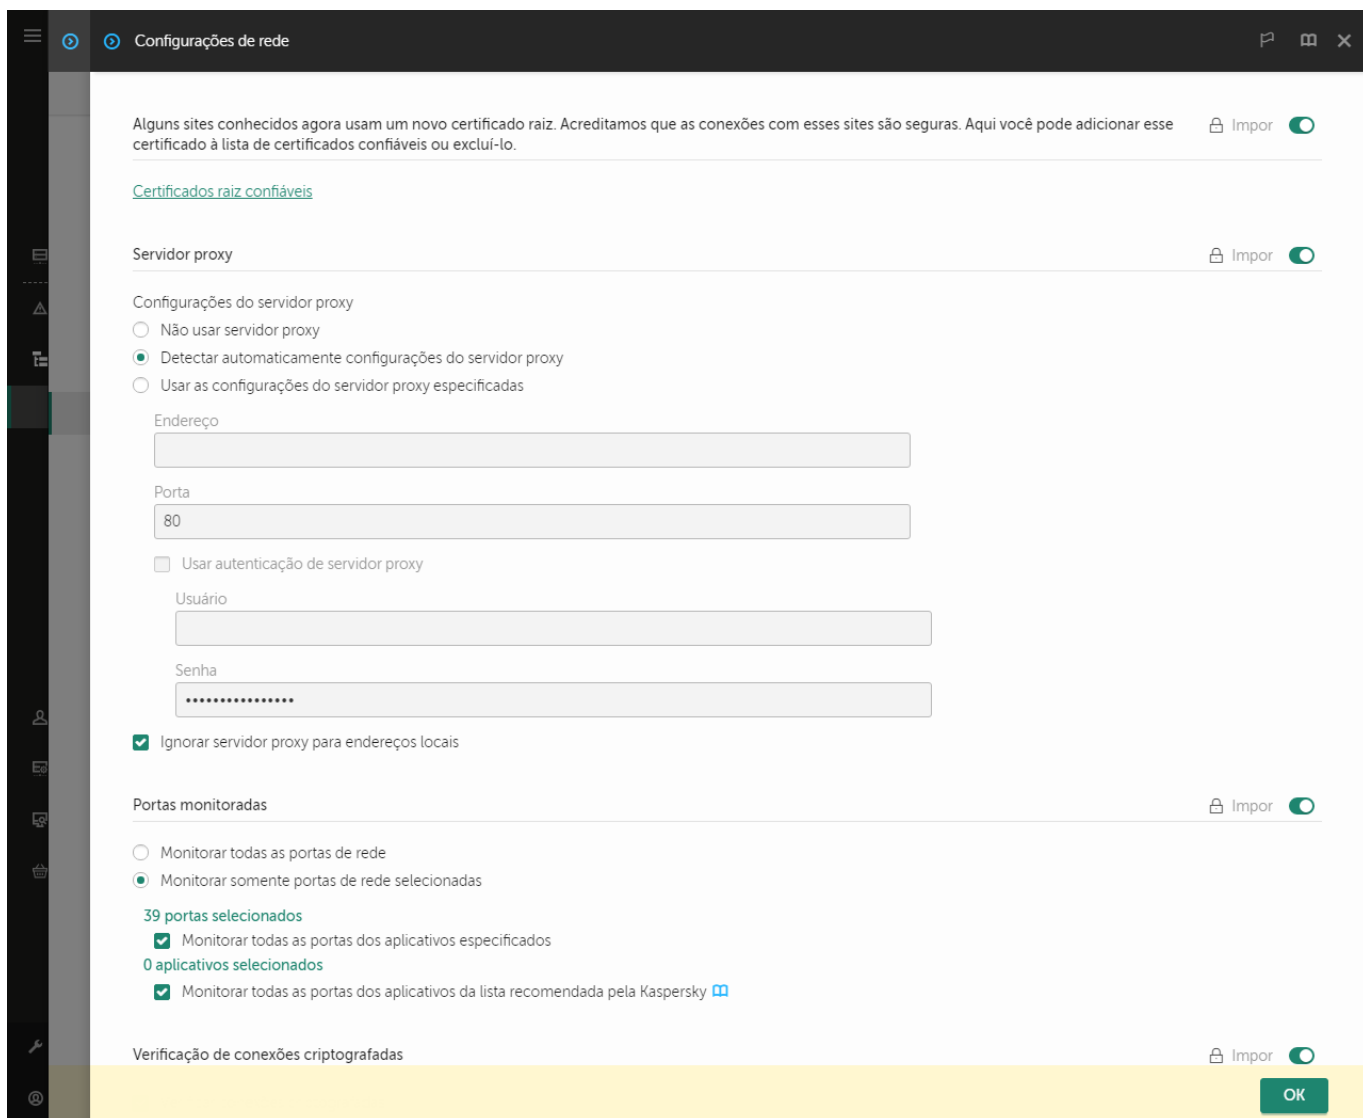 Configurações de rede
Alguns sites conhecidos agora usam um novo certificado raiz. Acreditamos que as conexões com esses sites são seguras. Aqui você pode adicionar esse
certificado à lista de certificados confiáveis ou excluí-lo.
Impor
Certificados raiz confiáveis
Servidor proxy
Impor
Configurações do servidor proxy
Não usar servidor proxy
Detectar automaticamente configurações do servidor proxy
Usar as configurações do servidor proxy especificadas
Endereço
Porta
80
Usar autenticação de servidor proxy
Usuário
Senha
••••••••••••••••
Ignorar servidor proxy para endereços locais
Portas monitoradas
Impor
Monitorar todas as portas de rede
Monitorar somente portas de rede selecionadas
39 portas selecionados
Monitorar todas as portas dos aplicativos especificados
0 aplicativos selecionados
Monitorar todas as portas dos aplicativos da lista recomendada pela Kaspersky
Verificação de conexões criptografadas
Impor
OK